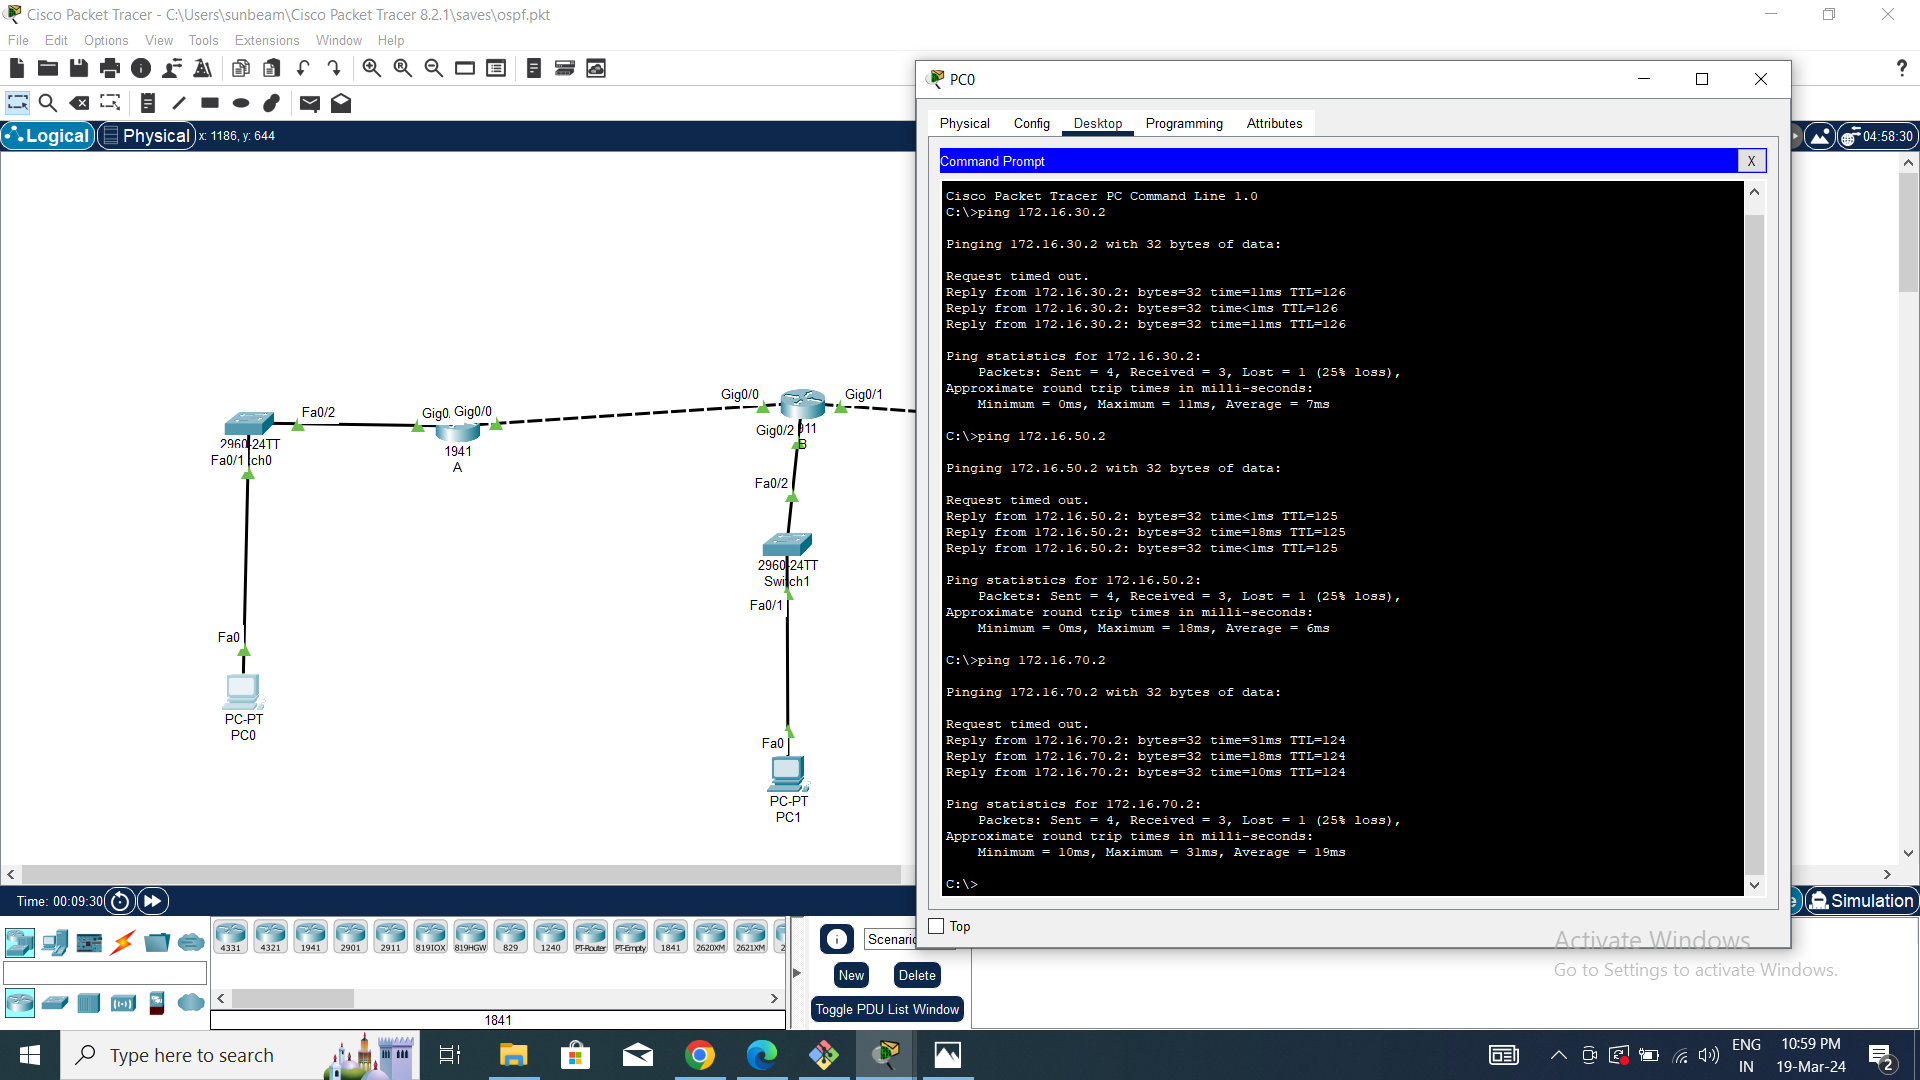 Cisco Packet Tracer - C:\Users\sunbeam\Cisco Packet Tracer 8.2.1\saves\ospf.pkt
File Edit Options View Tools Extensions Window Help
?
Logical Physical x: 1186, y: 644
04:58:30
PC0
Physical Config Desktop Programming Attributes
Command Prompt X
Cisco Packet Tracer PC Command Line 1.0
C:\>ping 172.16.30.2
Pinging 172.16.30.2 with 32 bytes of data:
Request timed out.
Reply from 172.16.30.2: bytes=32 time=11ms TTL=126
Reply from 172.16.30.2: bytes=32 time<1ms TTL=126
Reply from 172.16.30.2: bytes=32 time=11ms TTL=126
Ping statistics for 172.16.30.2:
Packets: Sent = 4, Received = 3, Lost = 1 (25% loss),
Approximate round trip times in milli-seconds:
Minimum = 0ms, Maximum = 11ms, Average = 7ms
C:\>ping 172.16.50.2
Pinging 172.16.50.2 with 32 bytes of data:
Request timed out.
Reply from 172.16.50.2: bytes=32 time<1ms TTL=125
Reply from 172.16.50.2: bytes=32 time=18ms TTL=125
Reply from 172.16.50.2: bytes=32 time<1ms TTL=125
Ping statistics for 172.16.50.2:
Packets: Sent = 4, Received = 3, Lost = 1 (25% loss),
Approximate round trip times in milli-seconds:
Minimum = 0ms, Maximum = 18ms, Average = 6ms
C:\>ping 172.16.70.2
Pinging 172.16.70.2 with 32 bytes of data:
Request timed out.
Reply from 172.16.70.2: bytes=32 time=31ms TTL=124
Reply from 172.16.70.2: bytes=32 time=18ms TTL=124
Reply from 172.16.70.2: bytes=32 time=10ms TTL=124
Ping statistics for 172.16.70.2:
Packets: Sent = 4, Received = 3, Lost = 1 (25% loss),
Approximate round trip times in milli-seconds:
Minimum = 10ms, Maximum = 31ms, Average = 19ms
C:\>
Top
Fa0/2
2960-24TT
Fa0/1 tch0
Fa0
PC-PT
PC0
Gig0/ Gig0/0
1941
A
Gig0/0
Gig0/1
Gig0/2 911
B
Fa0/2
2960-24TT
Switch1
Fa0/1
Fa0
PC-PT
PC1
Time: 00:09:30
Simulation
4331 4321 1941 2901 2911 819IOX 819HGW 829 1240 PT-Router PT-Empty 1841 2620XM 2621XM 2
1841
Scenario
New Delete
Toggle PDU List Window
Activate Windows
Go to Settings to activate Windows.
Type here to search
ENG
IN
10:59 PM
19-Mar-24
2